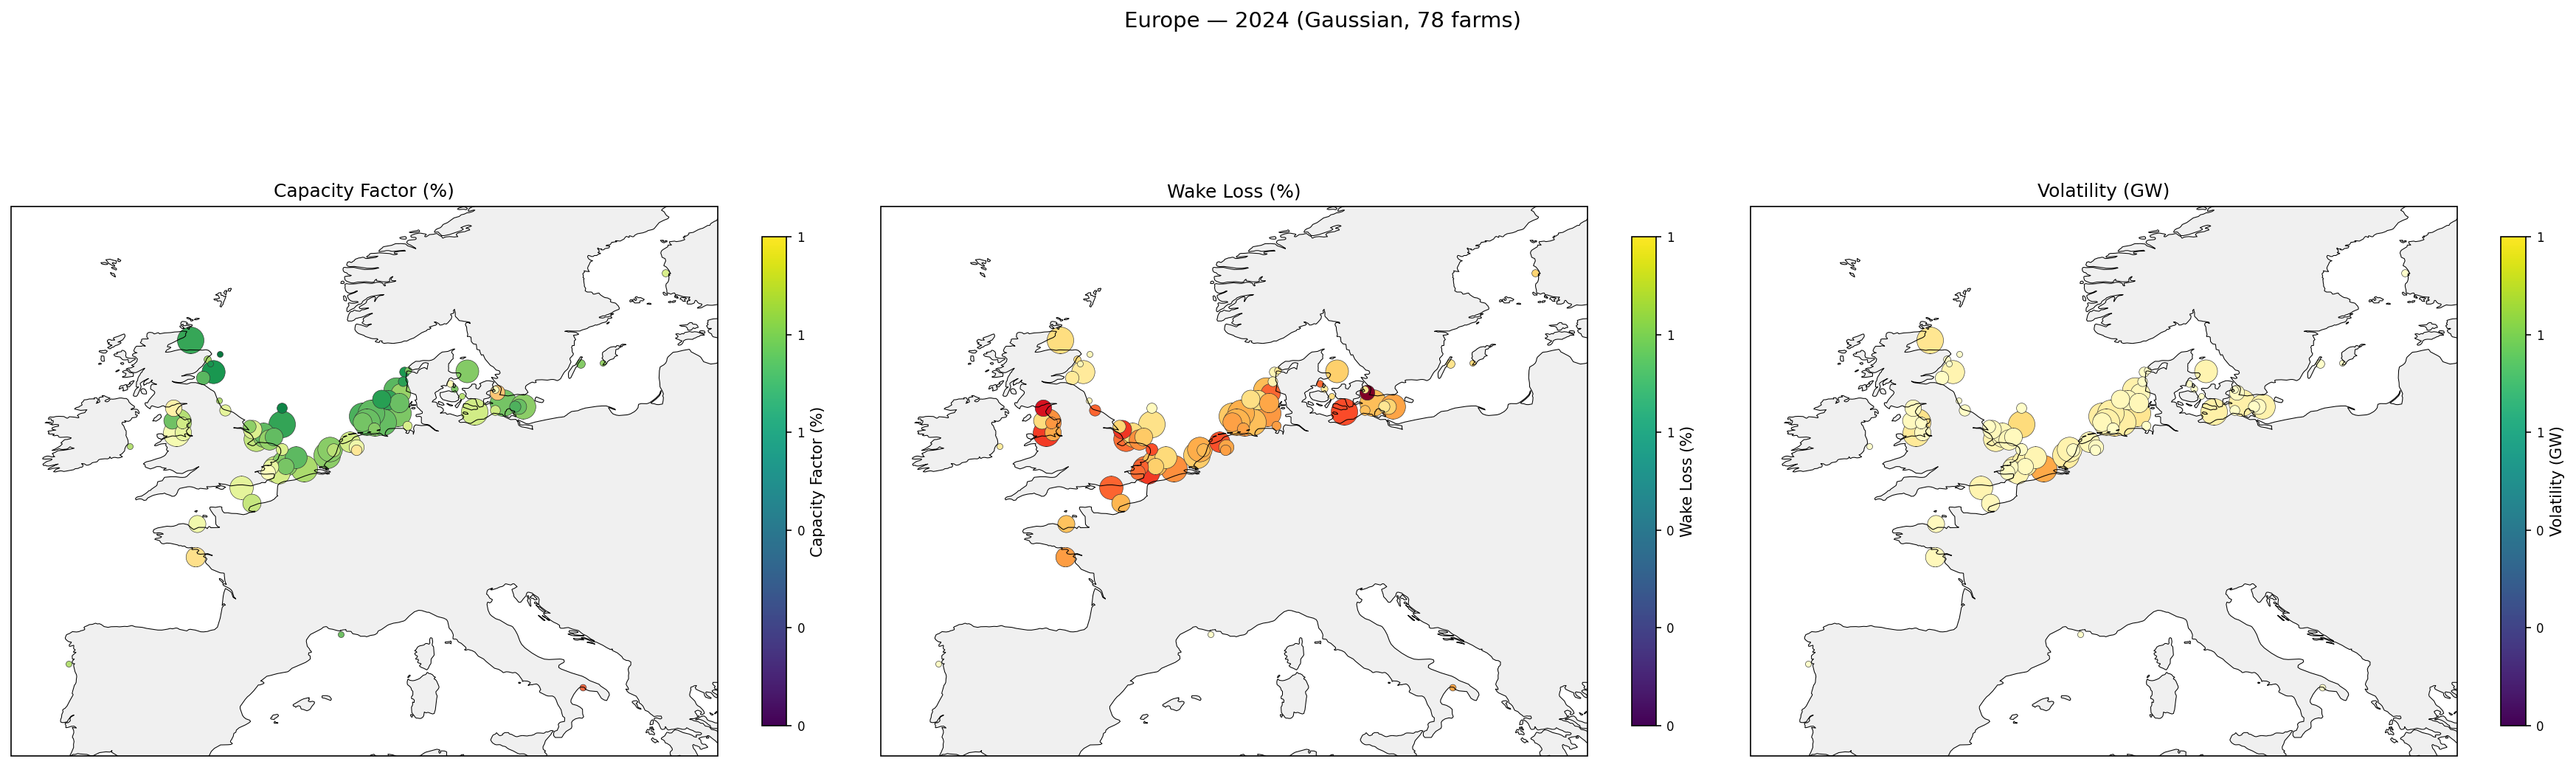 Europe — 2024 (Gaussian, 78 farms)
Capacity Factor (%)
1
1
1
0
0
0
Capacity Factor (%)
Wake Loss (%)
1
1
1
0
0
0
Wake Loss (%)
Volatility (GW)
1
1
1
0
0
0
Volatility (GW)